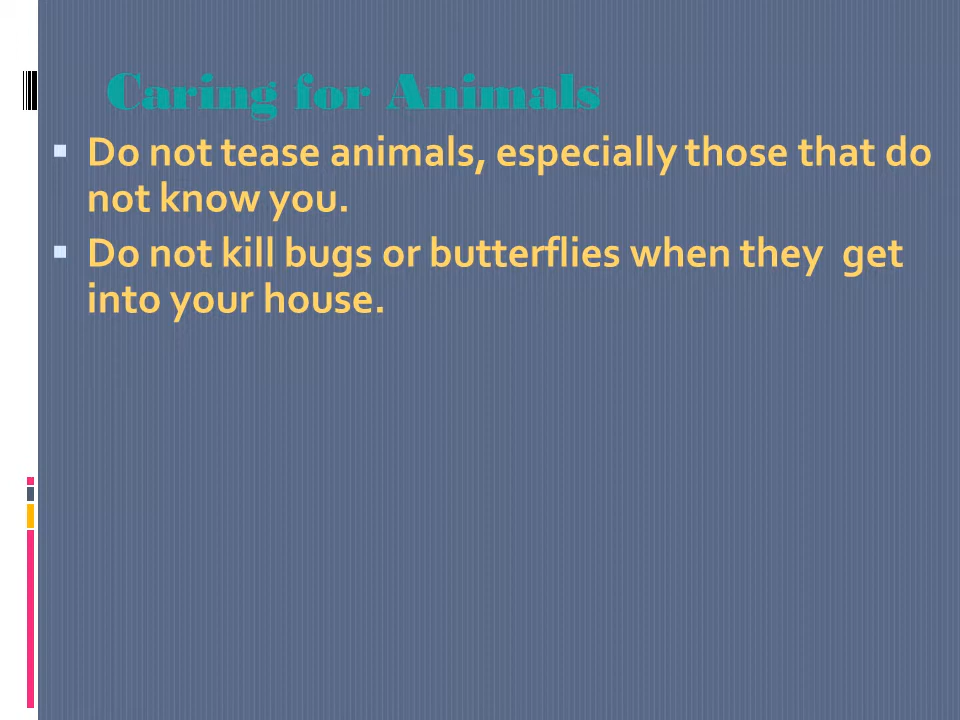 Caring for Animals
▪ Do not tease animals, especially those that do
not know you.
▪ Do not kill bugs or butterflies when they  get
into your house.